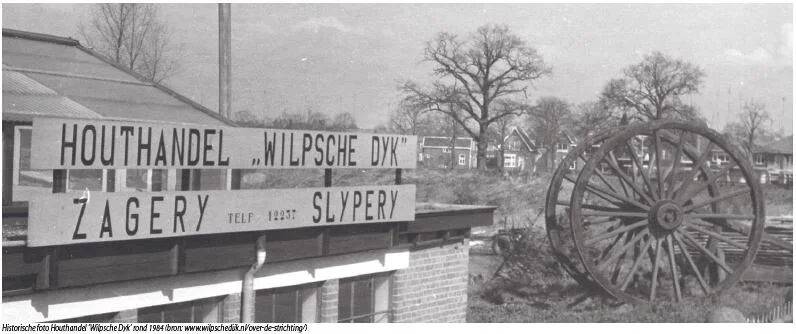 HOUTHANDEL „WILPSCHE DYK”
ZAGERY TELF 12237 SLYPERY
Historische foto Houthandel 'Wilpsche Dyk' rond 1984 (bron: www.wilpschedijk.nl/over-de-strichting/)